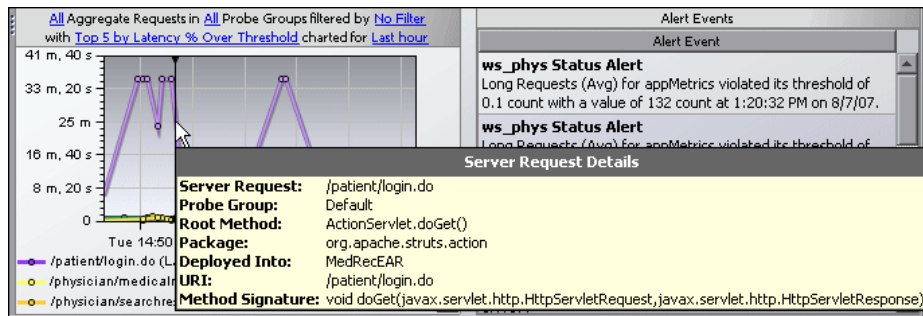 All Aggregate Requests in All Probe Groups filtered by No Filter
with Top 5 by Latency % Over Threshold charted for Last hour
41 m, 40 s
33 m, 20 s
25 m
16 m, 40 s
8 m, 20 s
0
Tue 14:50
/patient/login.do (L
/physician/medical
/physician/searchre
Alert Events
Alert Event
ws_phys Status Alert
Long Requests (Avg) for appMetrics violated its threshold of
0.1 count with a value of 132 count at 1:20:32 PM on 8/7/07.
ws_phys Status Alert
Long Requests (Avg) for appMetrics violated its threshold of
Server Request Details
Server Request: /patient/login.do
Probe Group: Default
Root Method: ActionServlet.doGet()
Package: org.apache.struts.action
Deployed Into: MedRecEAR
URI: /patient/login.do
Method Signature: void doGet(javax.servlet.http.HttpServletRequest,javax.servlet.http.HttpServletResponse)